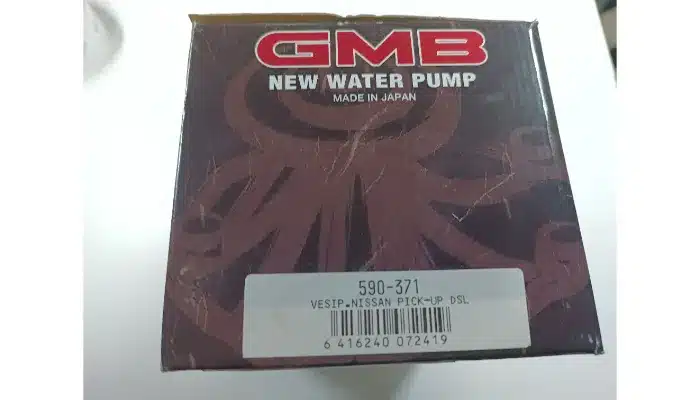 GMB
NEW WATER PUMP
MADE IN JAPAN
590-371
VESIP.NISSAN PICK-UP DSL
6 416240 072419